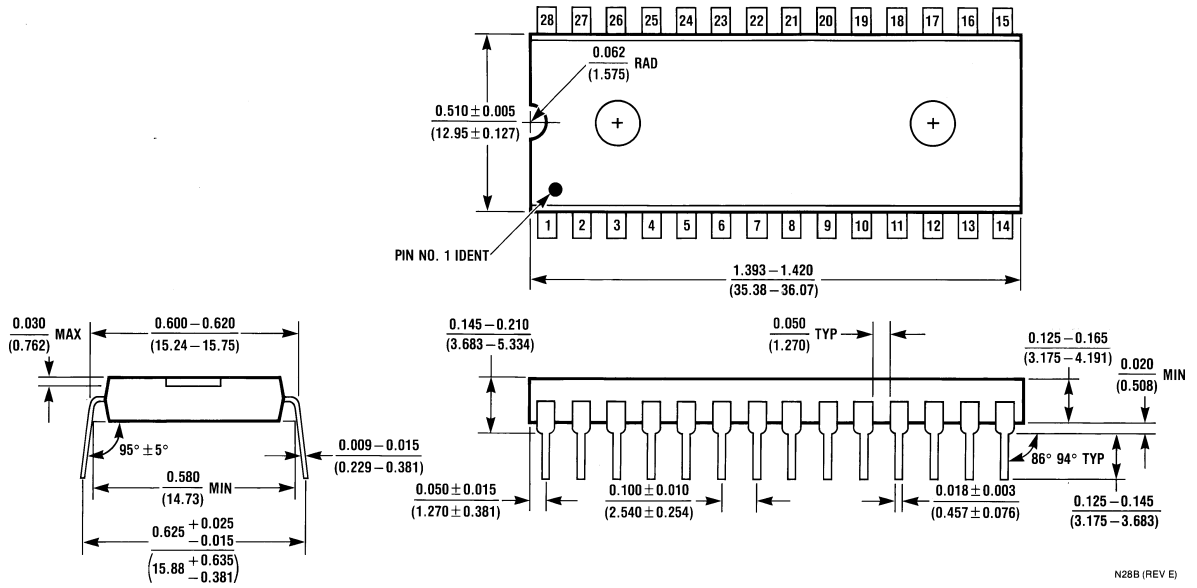 28 27 26 25 24 23 22 21 20 19 18 17 16 15
0.062
(1.575)
RAD
0.510 ± 0.005
(12.95 ± 0.127)
1 2 3 4 5 6 7 8 9 10 11 12 13 14
PIN NO. 1 IDENT
1.393 – 1.420
(35.38 – 36.07)
0.030
(0.762)
MAX
0.600 – 0.620
(15.24 – 15.75)
95° ± 5°
0.580
(14.73)
MIN
0.009 – 0.015
(0.229 – 0.381)
0.625 + 0.025
– 0.015
(15.88 + 0.635
– 0.381)
0.145 – 0.210
(3.683 – 5.334)
0.050
(1.270)
TYP
0.125 – 0.165
(3.175 – 4.191)
0.020
(0.508)
MIN
86° 94° TYP
0.050 ± 0.015
(1.270 ± 0.381)
0.100 ± 0.010
(2.540 ± 0.254)
0.018 ± 0.003
(0.457 ± 0.076)
0.125 – 0.145
(3.175 – 3.683)
N28B (REV E)